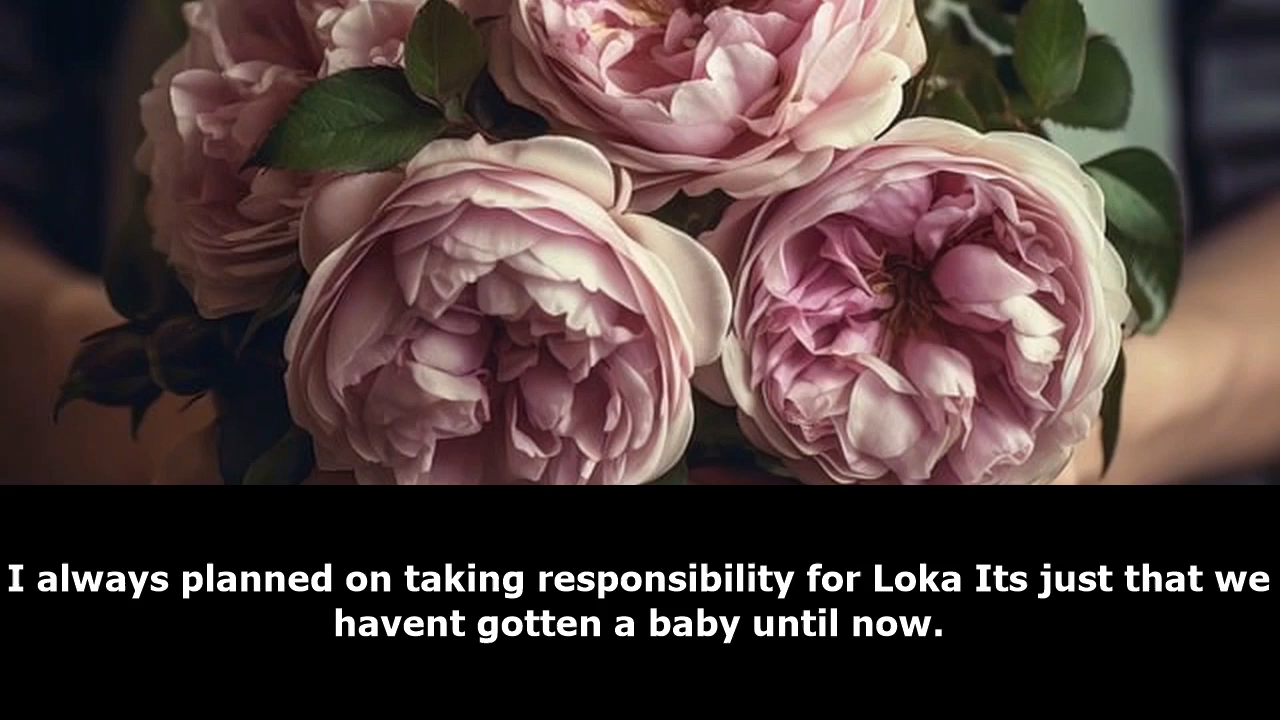 I always planned on taking responsibility for Loka Its just that we
havent gotten a baby until now.